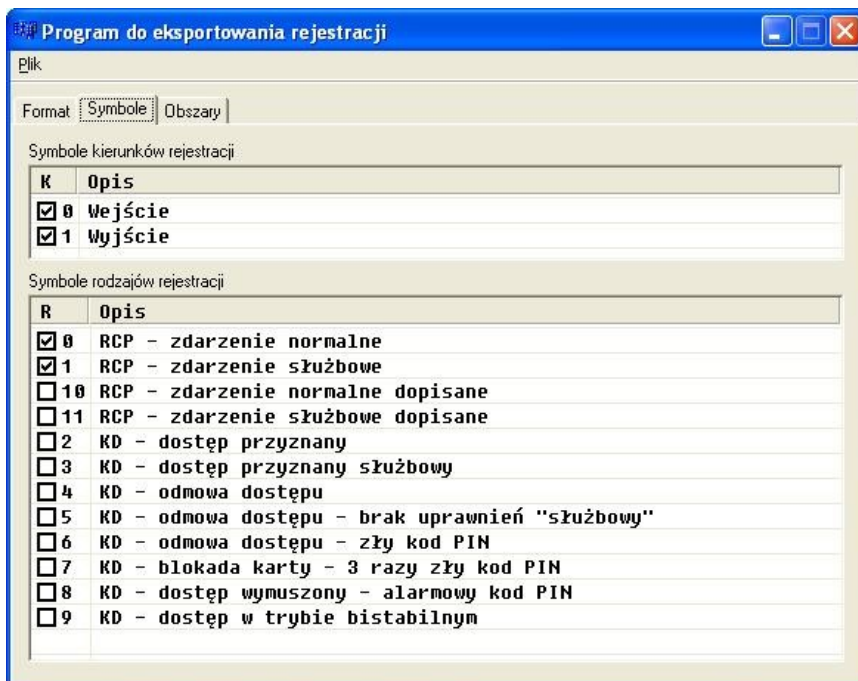 Program do eksportowania rejestracji
Plik
Format Symbole Obszary
Symbole kierunków rejestracji
K Opis
0 Wejście
1 Wyjście
Symbole rodzajów rejestracji
R Opis
0 RCP - zdarzenie normalne
1 RCP - zdarzenie służbowe
10 RCP - zdarzenie normalne dopisane
11 RCP - zdarzenie służbowe dopisane
2 KD - dostęp przyznany
3 KD - dostęp przyznany służbowy
4 KD - odmowa dostępu
5 KD - odmowa dostępu - brak uprawnień "służbowy"
6 KD - odmowa dostępu - zły kod PIN
7 KD - blokada karty - 3 razy zły kod PIN
8 KD - dostęp wymuszony - alarmowy kod PIN
9 KD - dostęp w trybie bistabilnym